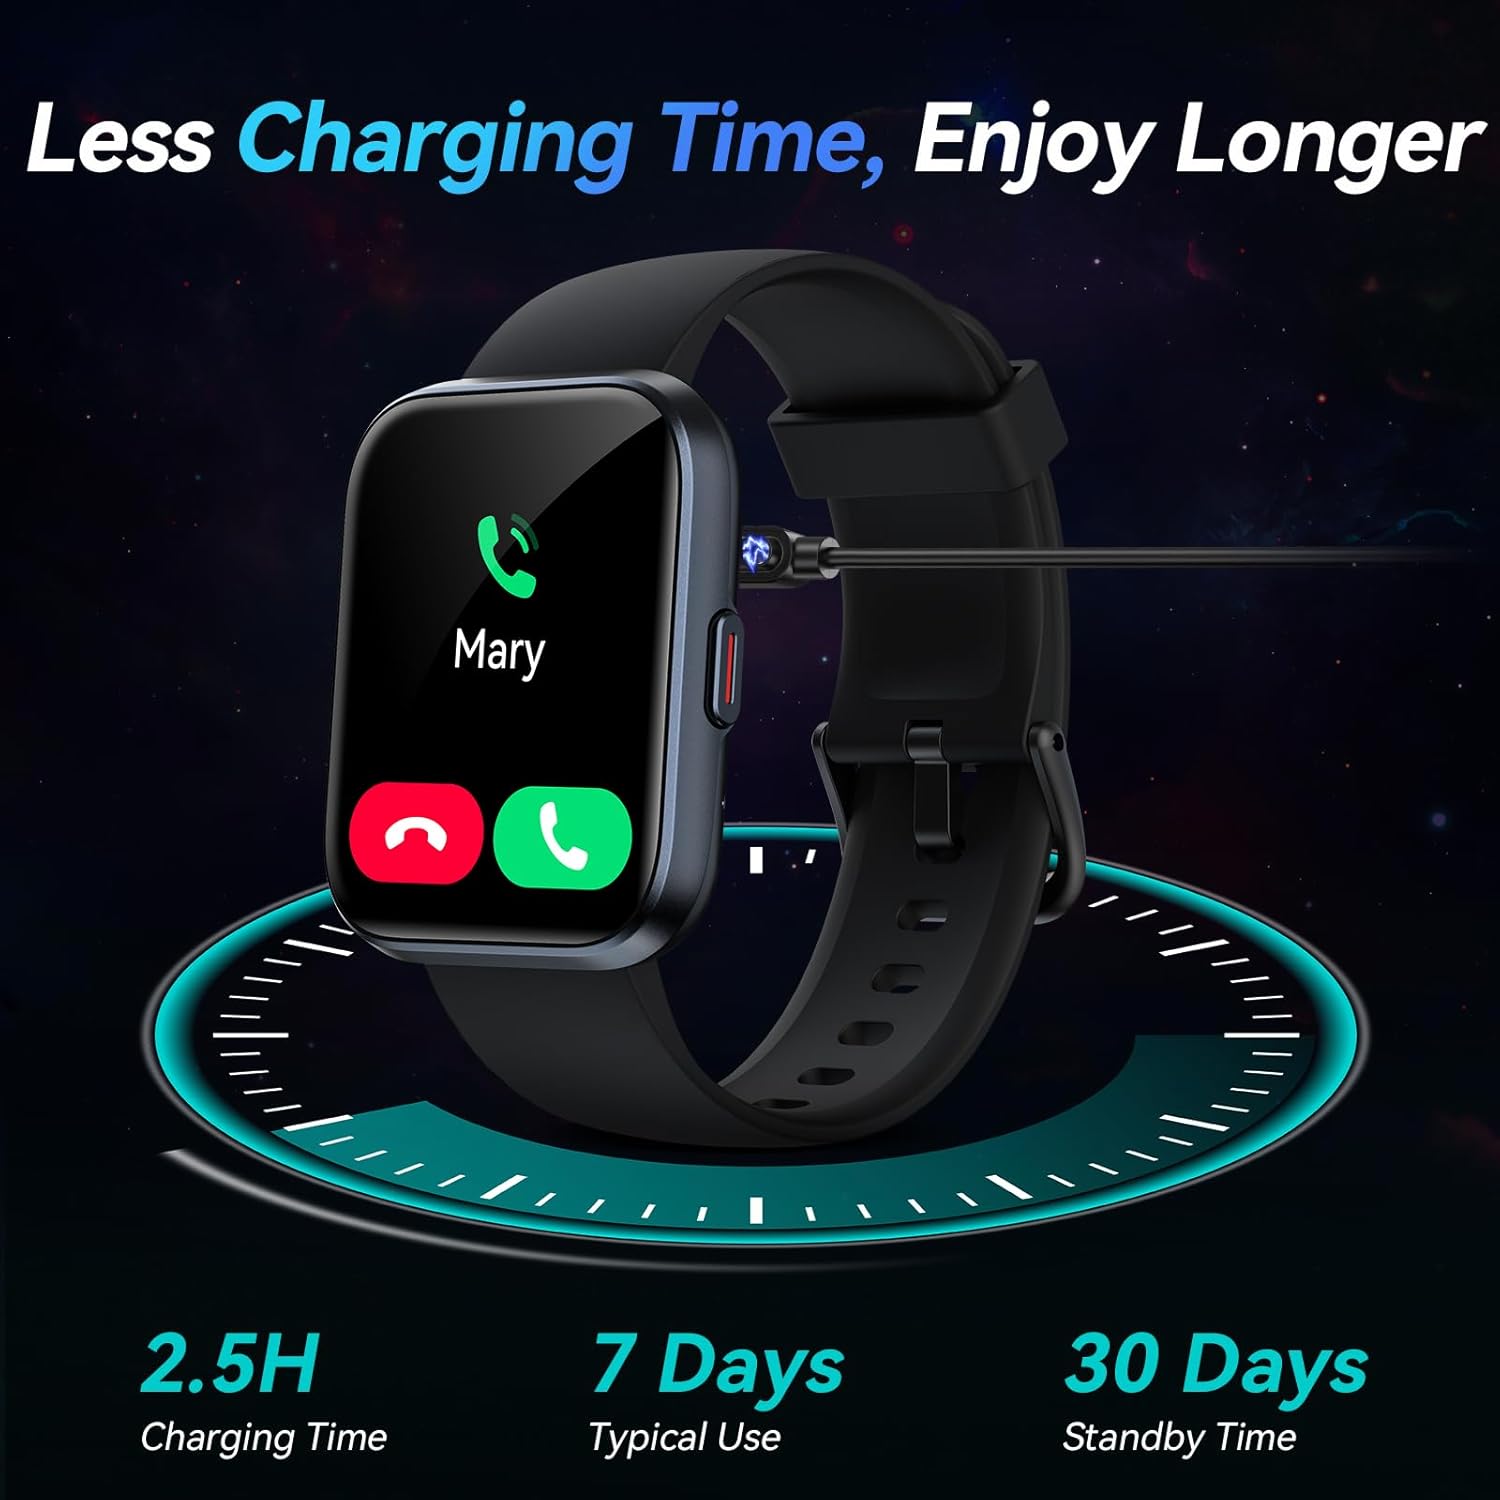 Less Charging Time, Enjoy Longer
Mary
2.5H
Charging Time
7 Days
Typical Use
30 Days
Standby Time